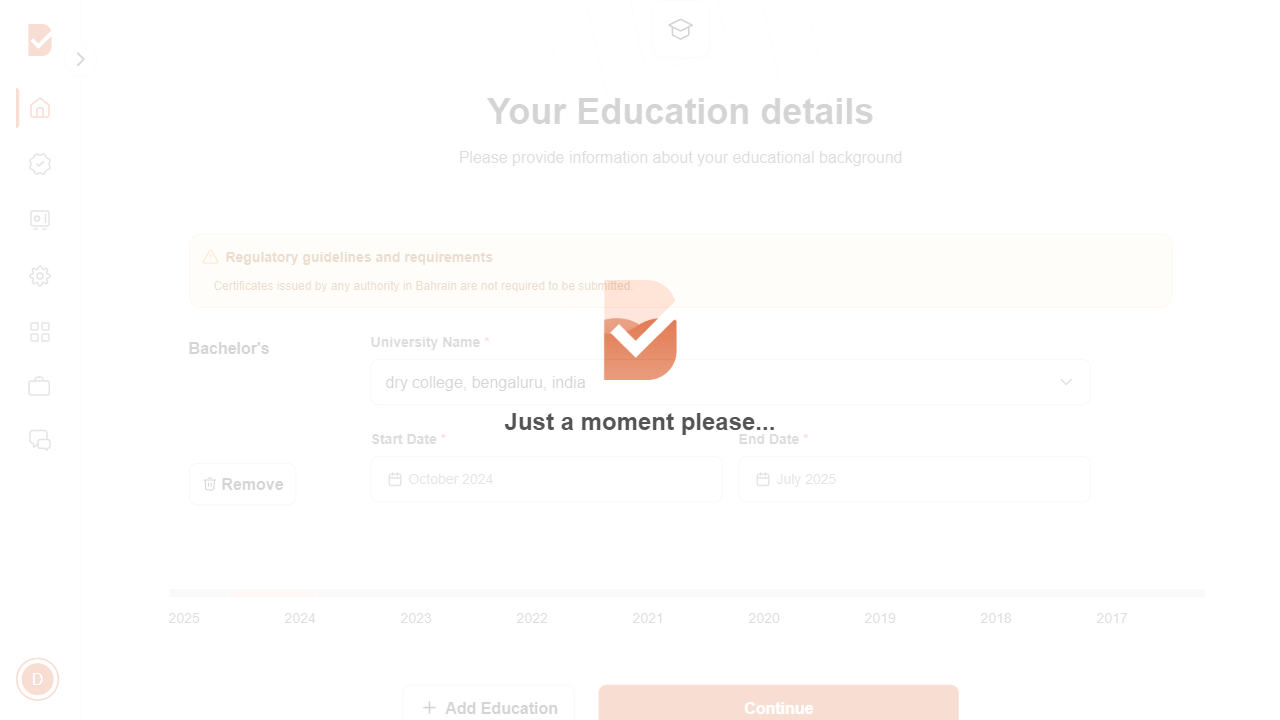 Your Education details
Please provide information about your educational background
Regulatory guidelines and requirements
Certificates issued by any authority in Bahrain are not required to be submitted.
Bachelor's
University Name *
dry college, bengaluru, india
Just a moment please...
Start Date *
End Date *
October 2024
July 2025
Remove
2025 2024 2023 2022 2021 2020 2019 2018 2017
D
Add Education
Continue